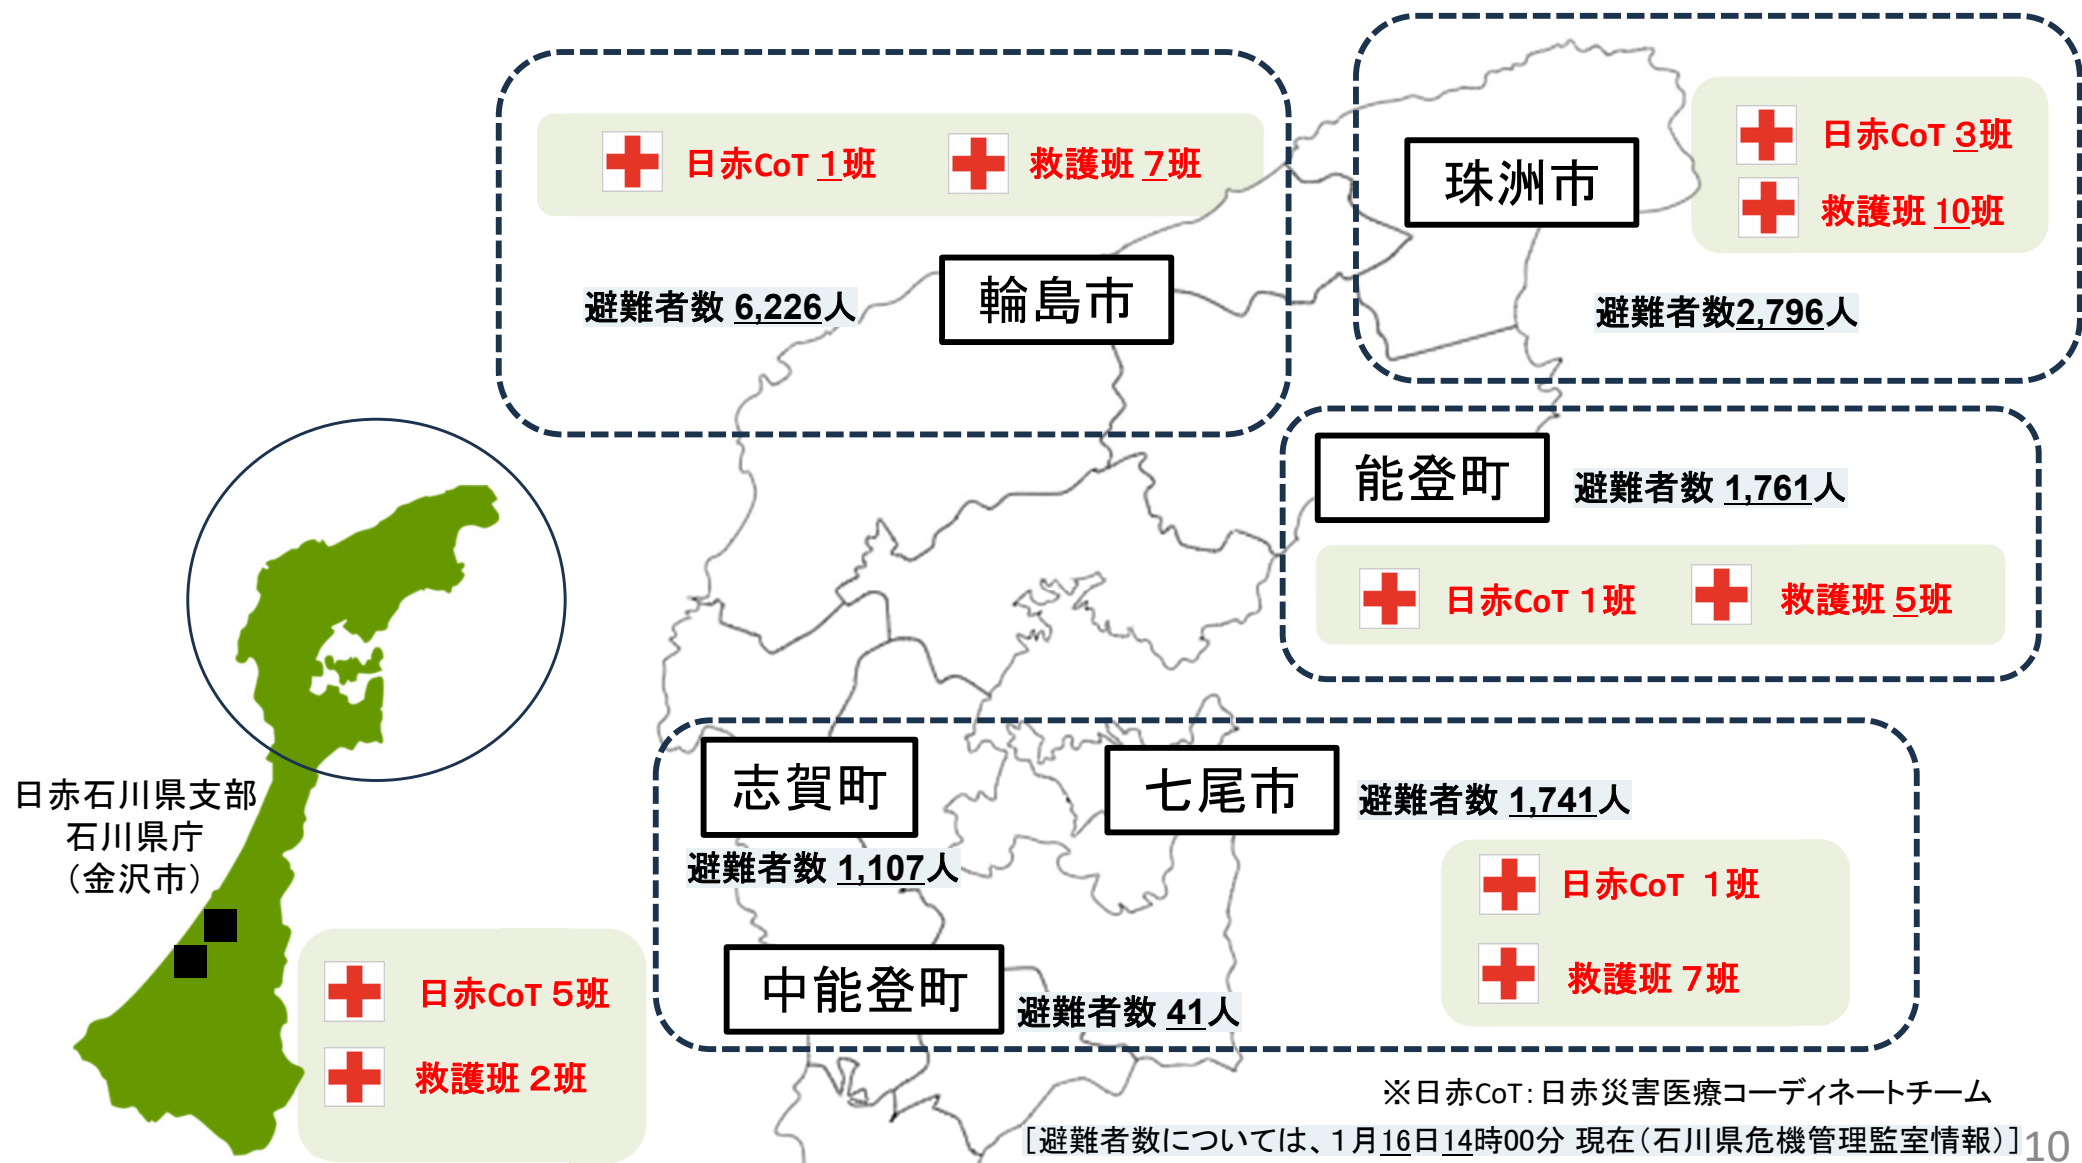 日赤CoT 1班
救護班 7班
輪島市
避難者数 6,226人
珠洲市
日赤CoT 3班
救護班 10班
避難者数2,796人
能登町
避難者数 1,761人
日赤CoT 1班
救護班 5班
志賀町
避難者数 1,107人
七尾市
避難者数 1,741人
中能登町
避難者数 41人
日赤CoT 1班
救護班 7班
日赤石川県支部
石川県庁
（金沢市）
日赤CoT 5班
救護班 2班
※日赤CoT：日赤災害医療コーディネートチーム
［避難者数については、1月16日14時00分 現在（石川県危機管理監室情報）］
10